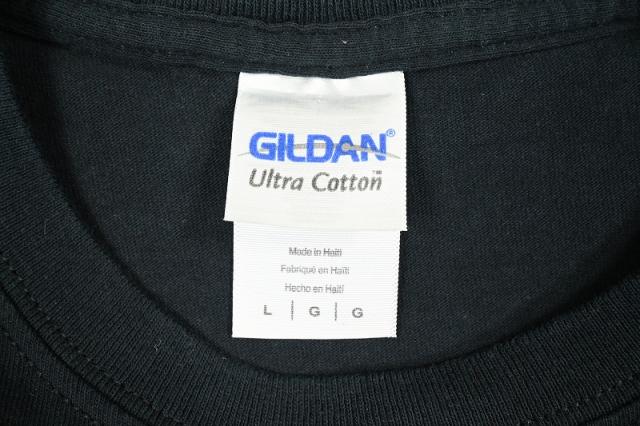 GILDAN®
Ultra Cotton™
Made in Haiti
Fabriqué en Haïti
Hecho en Haití
L | G | G